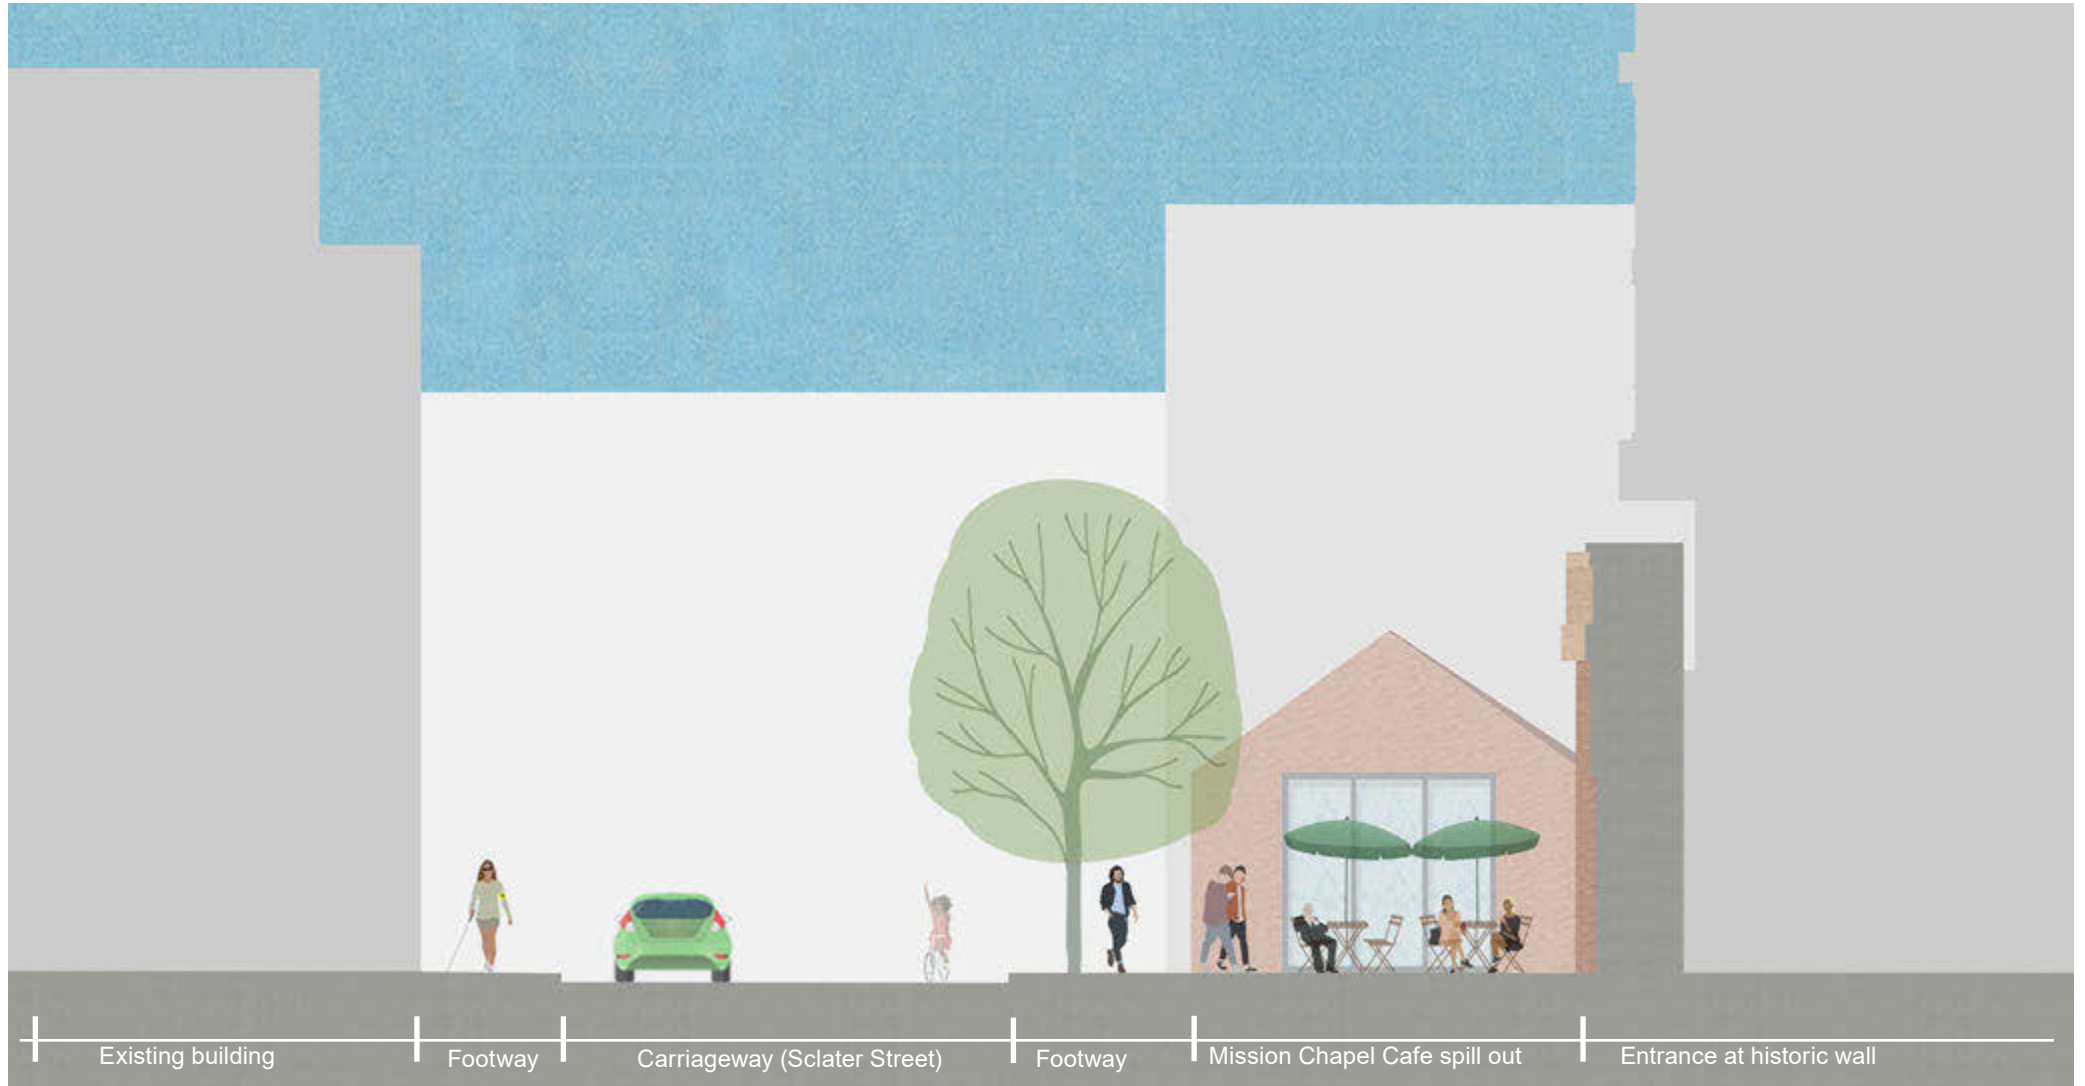 Existing building
Footway
Carriageway (Sclater Street)
Footway
Mission Chapel Cafe spill out
Entrance at historic wall